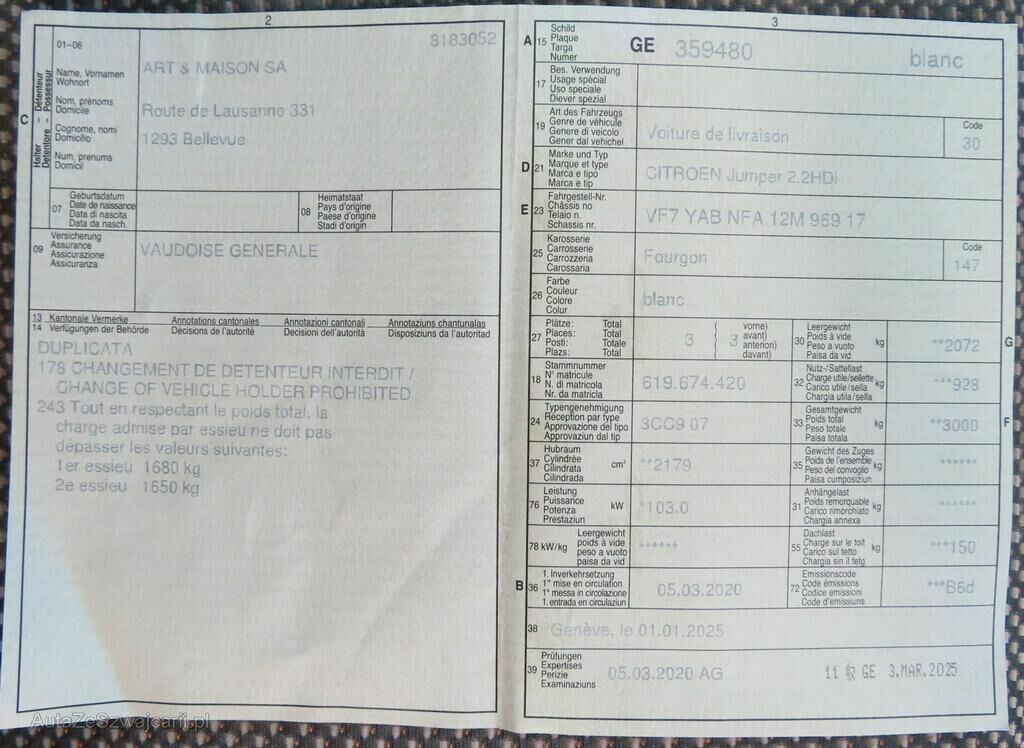 2
01-06
8183052
C
Halter – Détenteur
Detentore – Possessur
Name, Vornamen
Wohnort
Nom, prénoms
Domicile
Cognome, nomi
Domicilio
Num, prenums
Domicil
ART & MAISON SA
Route de Lausanne 331
1293 Bellevue
07
Geburtsdatum
Date de naissance
Data di nascita
Data da nasch.
08
Heimatstaat
Pays d'origine
Paese d'origine
Stadi d'origin
09
Versicherung
Assurance
Assicurazione
Assicuranza
VAUDOISE GENERALE
13 Kantonale Vermerke Annotations cantonales Annotazioni cantonali Annotaziuns chantunalas
14 Verfügungen der Behörde Décisions de l'autorité Decisioni dell'autorità Disposiziuns da l'autoritad
DUPLICATA
178 CHANGEMENT DE DETENTEUR INTERDIT /
CHANGE OF VEHICLE HOLDER PROHIBITED
243 Tout en respectant le poids total, la
charge admise par essieu ne doit pas
dépasser les valeurs suivantes:
1er essieu 1680 kg
2e essieu 1650 kg
3
A 15
Schild
Plaque
Targa
Numer
GE 359480 blanc
17
Bes. Verwendung
Usage spécial
Uso speciale
Diever spezial
19
Art des Fahrzeugs
Genre de véhicule
Genere di veicolo
Gener dal vehichel
Voiture de livraison
Code
30
D 21
Marke und Typ
Marque et type
Marca e tipo
Marca e tip
CITROEN Jumper 2.2HDi
E 23
Fahrgestell-Nr.
Châssis no
Telaio n.
Schassis nr.
VF7 YAB NFA 12M 969 17
25
Karosserie
Carrosserie
Carrozzeria
Carossaria
Fourgon
Code
147
26
Farbe
Couleur
Colore
Colur
blanc
27
Plätze: Total
Places: Total
Posti: Totale
Plazs: Total
3 ( 3 vorne)
avant)
anteriori)
davant)
30
Leergewicht
Poids à vide
Peso a vuoto
Paisa da vid
kg
**2072
G
18
Stammnummer
N° matricule
N. di matricola
Nr. da matricla
619.674.420
32
Nutz-/Sattellast
Charge utile/sellette
Carico utile/sella
Chargia utila/sella
kg
***928
24
Typengenehmigung
Réception par type
Approvazione del tipo
Approvaziun dal tip
3CC9 07
33
Gesamtgewicht
Poids total
Peso totale
Paisa totala
kg
**3000
F
37
Hubraum
Cylindrée
Cilindrata
Cilindrada
cm³
**2179
35
Gewicht des Zuges
Poids de l'ensemble
Peso del convoglio
Paisa cumposiziun
kg
******
76
Leistung
Puissance
Potenza
Prestaziun
kW
*103.0
31
Anhängelast
Poids remorquable
Carico rimorchiato
Chargia annexa
kg
******
78 kW/kg
Leergewicht
poids à vide
peso a vuoto
paisa da vid
******
55
Dachlast
Charge sur le toit
Carico sul tetto
Chargia sin il tetg
kg
***150
B 36
1. Inverkehrsetzung
1re mise en circulation
1a messa in circolazione
1. entrada en circulaziun
05.03.2020
72
Emissionscode
Code émissions
Codice emissioni
Code d'emissiuns
***B6d
38
Genève, le 01.01.2025
39
Prüfungen
Expertises
Perizie
Examinaziuns
05.03.2020 AG
11 GE 3.MAR.2025
AutaZeSzwajcarii.pl